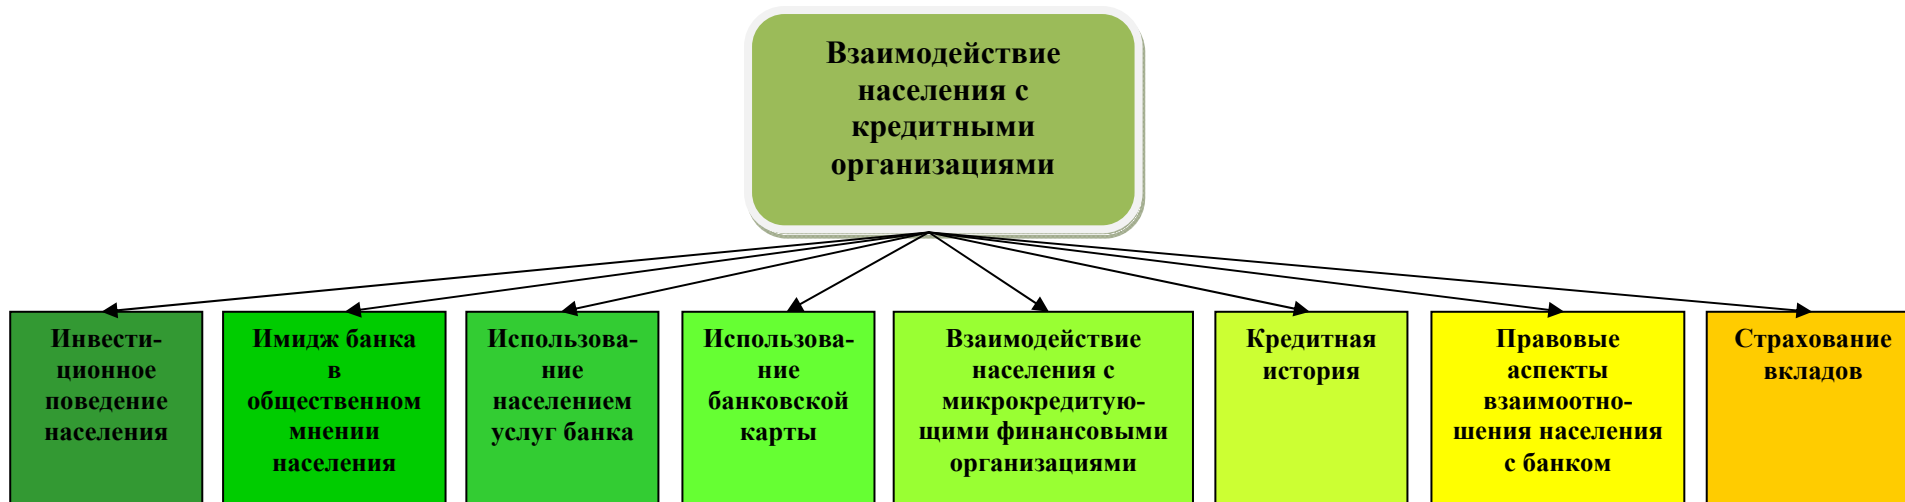 Взаимодействие
населения с
кредитными
организациями
Инвести-
ционное
поведение
населения
Имидж банка
в
общественном
мнении
населения
Использова-
ние
населением
услуг банка
Использова-
ние
банковской
карты
Взаимодействие
населения с
микрокредитую-
щими финансовыми
организациями
Кредитная
история
Правовые
аспекты
взаимоотно-
шения населения
с банком
Страхование
вкладов